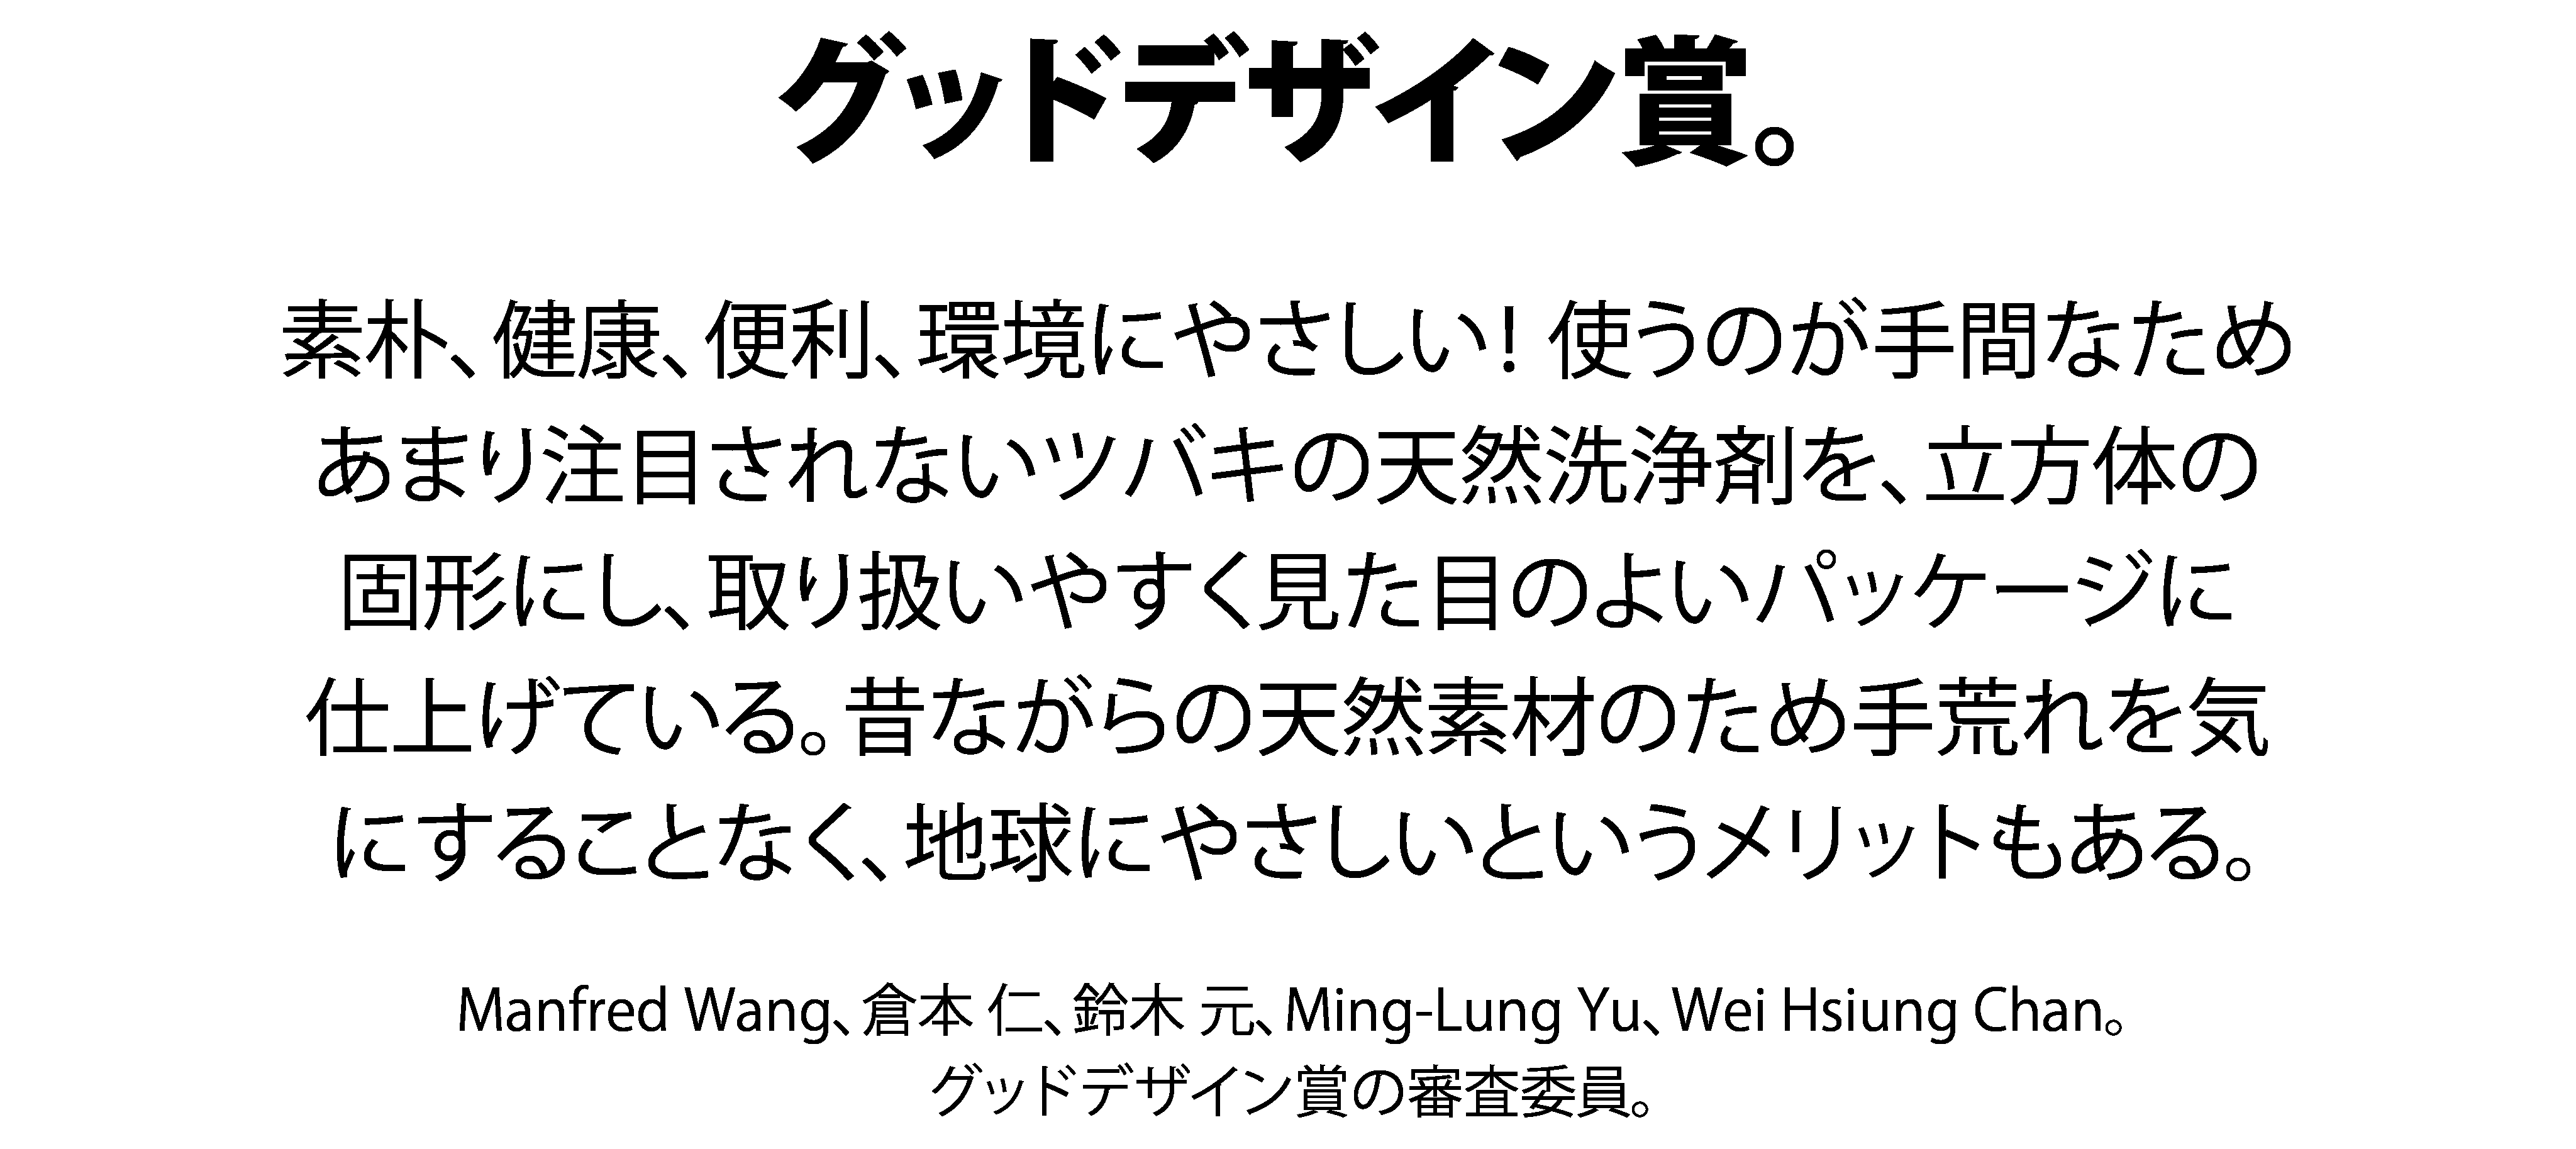 グッドデザイン賞。
素朴、健康、便利、環境にやさしい! 使うのが手間なため
あまり注目されないツバキの天然洗浄剤を、立方体の
固形にし、取り扱いやすく見た目のよいパッケージに
仕上げている。昔ながらの天然素材のため手荒れを気
にすることなく、地球にやさしいというメリットもある。
Manfred Wang、倉本 仁、鈴木 元、Ming-Lung Yu、Wei Hsiung Chan。
グッドデザイン賞の審査委員。